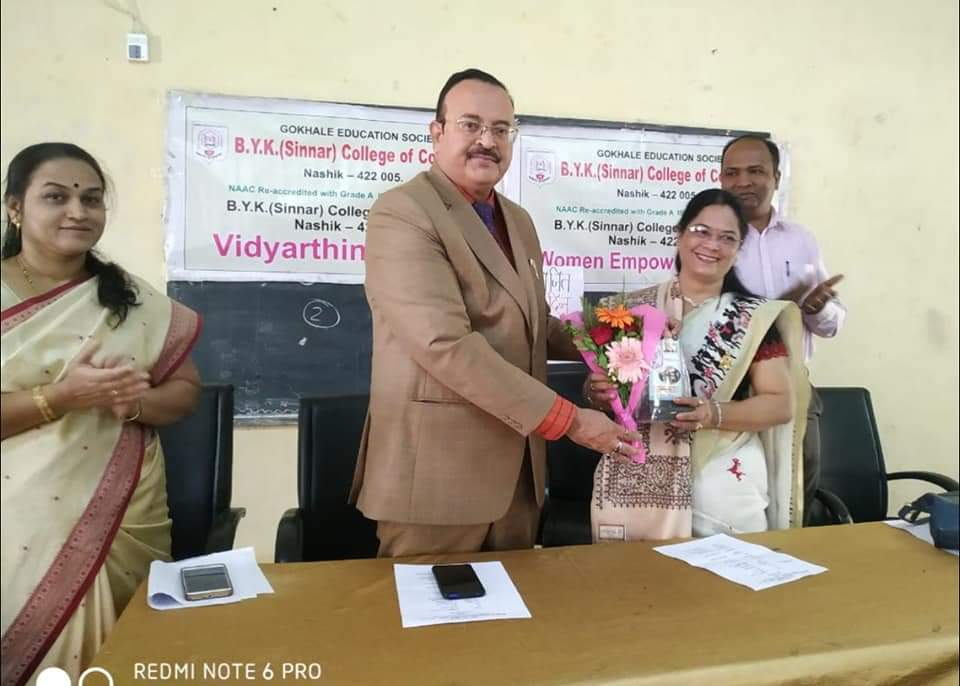 GOKHALE EDUCATION SOCIE
B.Y.K.(Sinnar) College of Co
Nashik – 422 005.
NAAC Re-accredited with Grade A
B.Y.K.(Sinnar) College
Nashik – 4
Vidyarthin
GOKHALE EDUCATION SOCIETY
B.Y.K.(Sinnar) College of C
Nashik – 422 005
NAAC Re-accredited with Grade A
B.Y.K.(Sinnar) College
Nashik – 422
Women Empow
2
REDMI NOTE 6 PRO